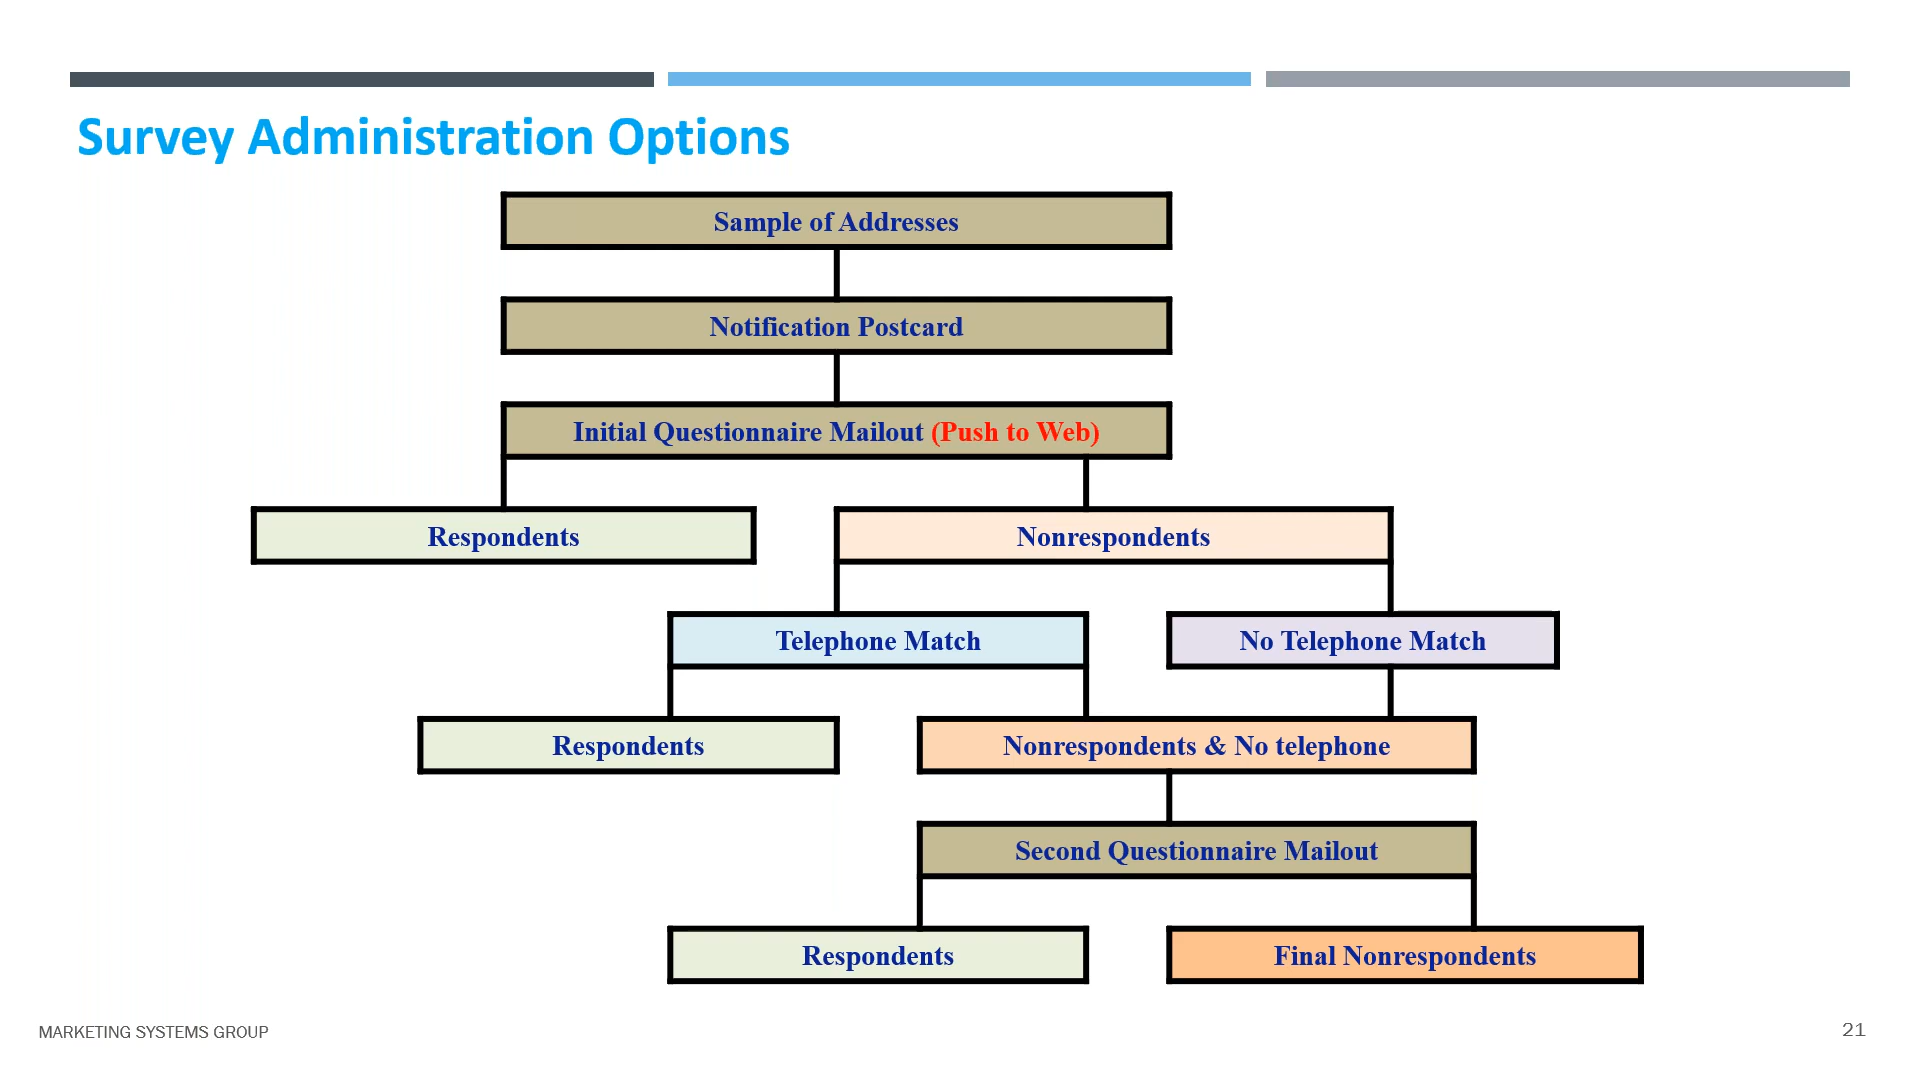 Survey Administration Options
Sample of Addresses
Notification Postcard
Initial Questionnaire Mailout (Push to Web)
Respondents
Nonrespondents
Telephone Match
No Telephone Match
Respondents
Nonrespondents & No telephone
Second Questionnaire Mailout
Respondents
Final Nonrespondents
MARKETING SYSTEMS GROUP
21